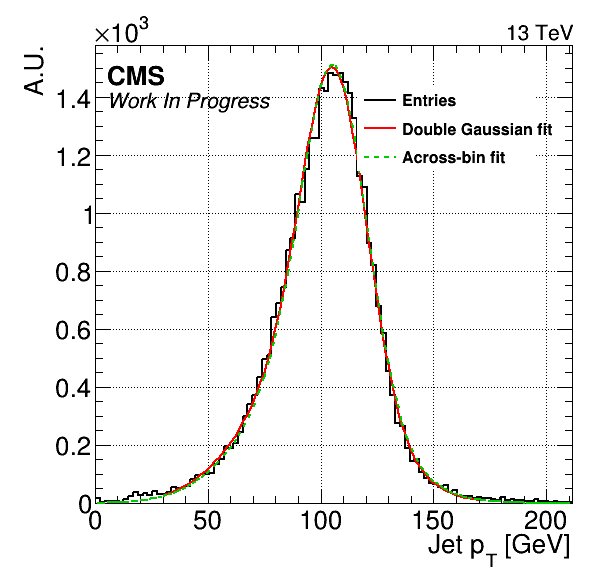 ×10³
13 TeV
A.U.
CMS
Work In Progress
Entries
Double Gaussian fit
Across-bin fit
1.4
1.2
1
0.8
0.6
0.4
0.2
0
0 50 100 150 200
Jet p_T [GeV]